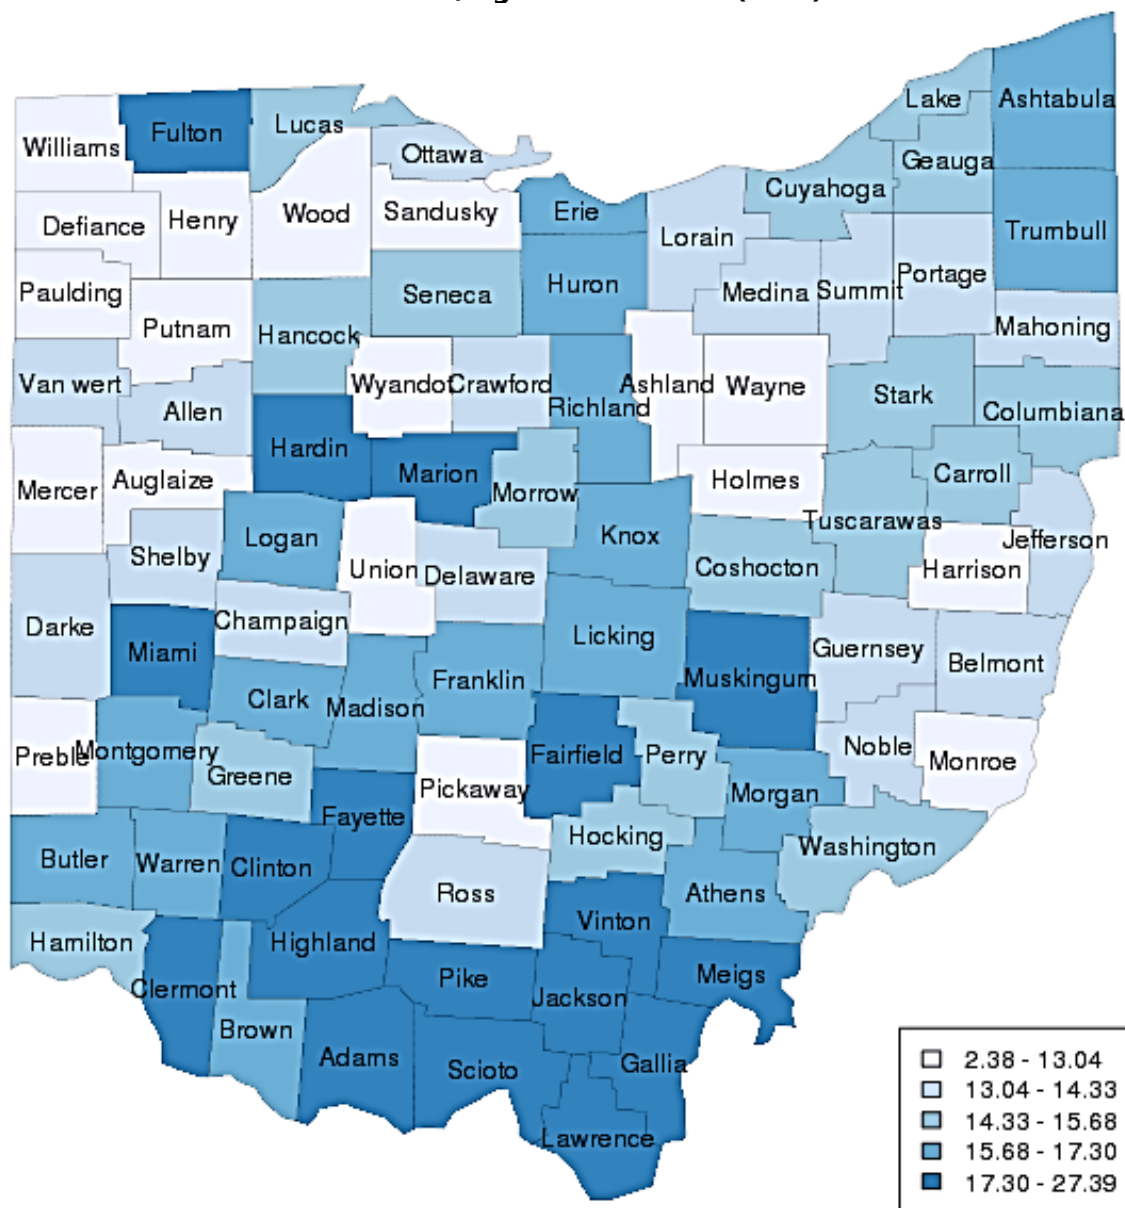 Lake
Ashtabula
Lucas
Fulton
Williams
Ottawa
Geauga
Cuyahoga
Sandusky
Erie
Wood
Henry
Defiance
Trumbull
Lorain
Portage
Huron
Paulding
Seneca
Medina
Summit
Putnam
Mahoning
Hancock
Van wert
Wyandot
Crawford
Ashland
Wayne
Stark
Richland
Allen
Columbiana
Hardin
Marion
Carroll
Auglaize
Holmes
Mercer
Morrow
Tuscarawas
Knox
Logan
Jefferson
Shelby
Union
Delaware
Coshocton
Harrison
Champaign
Darke
Licking
Miami
Guernsey
Belmont
Franklin
Muskingum
Clark
Madison
Noble
Preble
Montgomery
Fairfield
Perry
Monroe
Greene
Pickaway
Morgan
Fayette
Hocking
Washington
Butler
Warren
Clinton
Ross
Athens
Vinton
Hamilton
Highland
Pike
Meigs
Clermont
Jackson
Brown
Adams
Scioto
Gallia
Lawrence
2.38 - 13.04
13.04 - 14.33
14.33 - 15.68
15.68 - 17.30
17.30 - 27.39